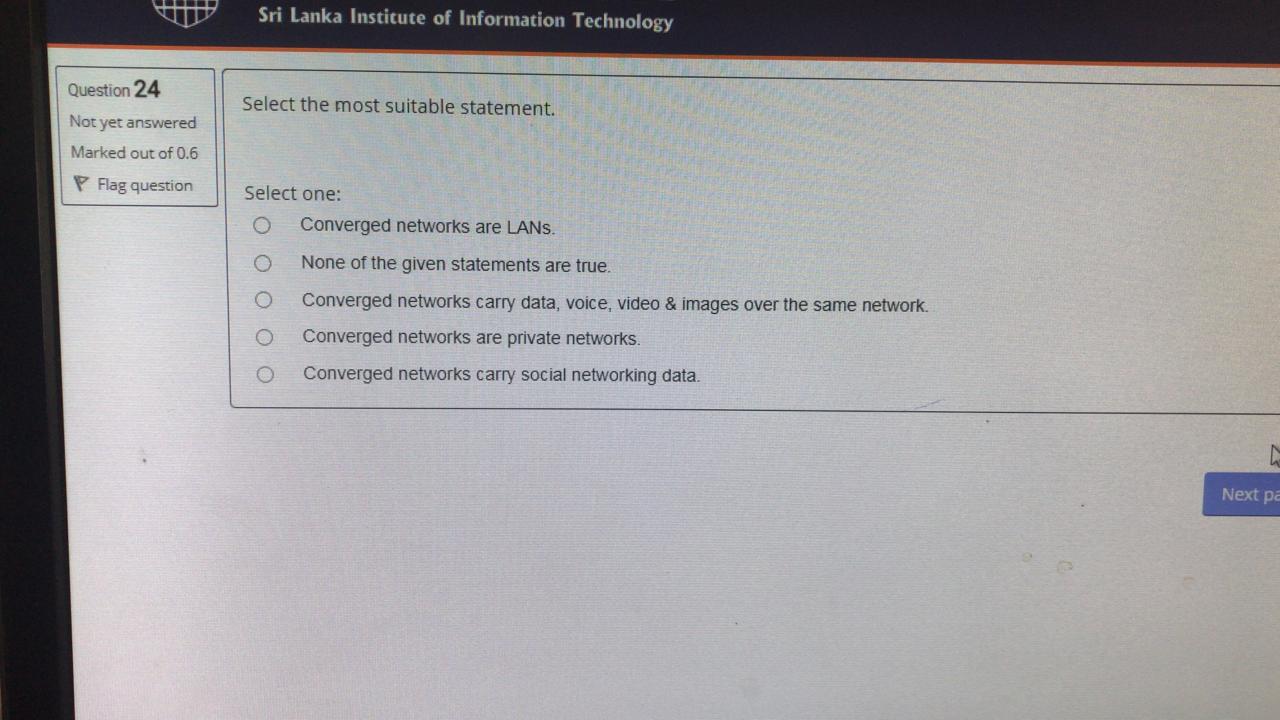 Sri Lanka Institute of Information Technology
Question 24
Not yet answered
Marked out of 0.6
Flag question
Select the most suitable statement.
Select one:
Converged networks are LANs.
None of the given statements are true.
Converged networks carry data, voice, video & images over the same network.
Converged networks are private networks.
Converged networks carry social networking data.
Next pa